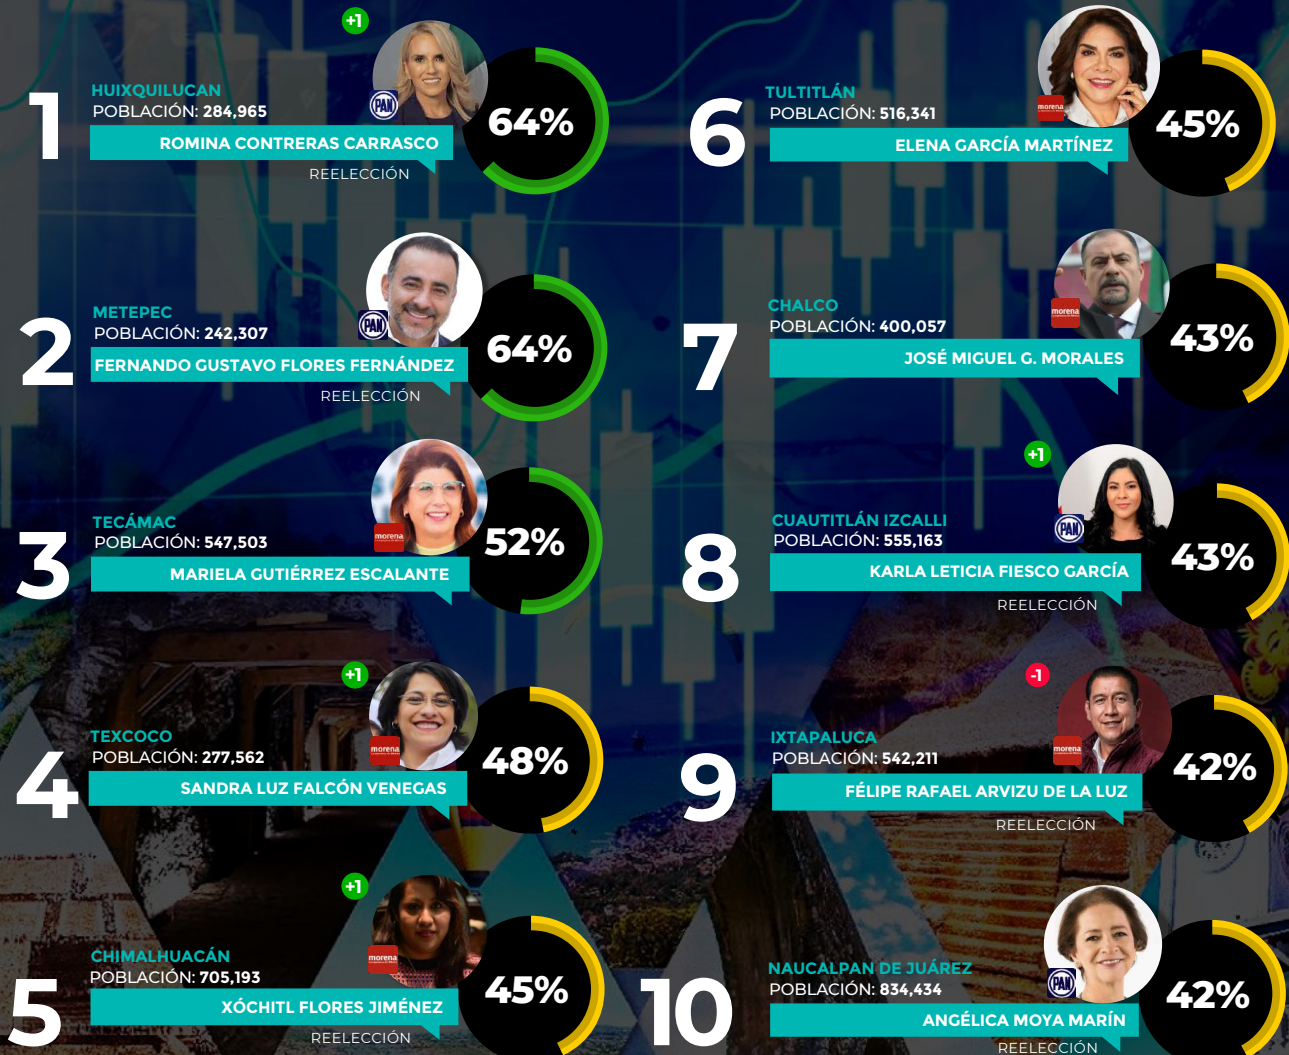 +1
1
HUIXQUILUCAN
POBLACIÓN: 284,965
PAN
ROMINA CONTRERAS CARRASCO
REELECCIÓN
64%
2
METEPEC
POBLACIÓN: 242,307
PAN
FERNANDO GUSTAVO FLORES FERNÁNDEZ
REELECCIÓN
64%
3
TECÁMAC
POBLACIÓN: 547,503
morena
MARIELA GUTIÉRREZ ESCALANTE
52%
+1
4
TEXCOCO
POBLACIÓN: 277,562
morena
SANDRA LUZ FALCÓN VENEGAS
48%
+1
5
CHIMALHUACÁN
POBLACIÓN: 705,193
morena
XÓCHITL FLORES JIMÉNEZ
REELECCIÓN
45%
6
TULTITLÁN
POBLACIÓN: 516,341
morena
ELENA GARCÍA MARTÍNEZ
45%
7
CHALCO
POBLACIÓN: 400,057
morena
JOSÉ MIGUEL G. MORALES
43%
+1
8
CUAUTITLÁN IZCALLI
POBLACIÓN: 555,163
PAN
KARLA LETICIA FIESCO GARCÍA
REELECCIÓN
43%
-1
9
IXTAPALUCA
POBLACIÓN: 542,211
morena
FÉLIPE RAFAEL ARVIZU DE LA LUZ
REELECCIÓN
42%
10
NAUCALPAN DE JUÁREZ
POBLACIÓN: 834,434
PAN
ANGÉLICA MOYA MARÍN
REELECCIÓN
42%